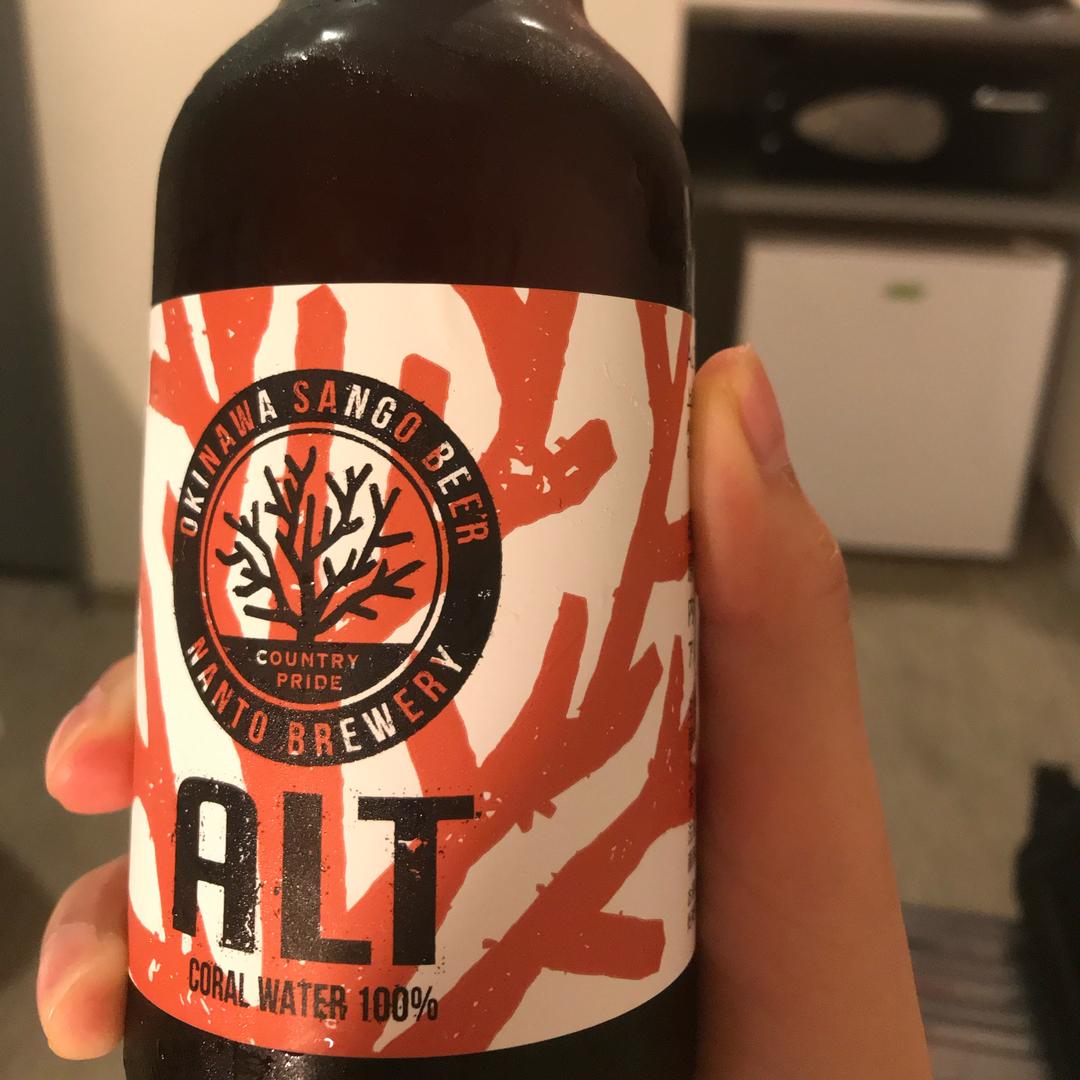 OKINAWA SANGO BEER
COUNTRY
PRIDE
NANTO BREWERY
ALT
CORAL WATER 100%